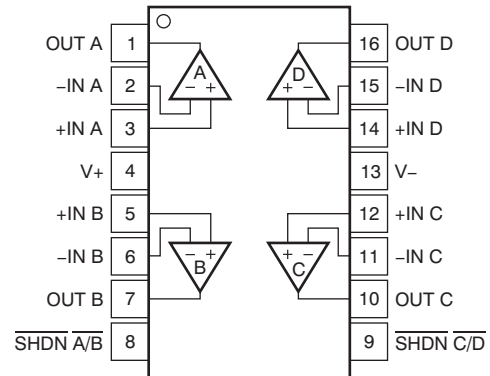 OUT A 1 16 OUT D
−IN A 2 A D 15 −IN D
− + + −
+IN A 3 14 +IN D
V+ 4 13 V−
+IN B 5 12 +IN C
− + + −
−IN B 6 B C 11 −IN C
OUT B 7 10 OUT C
SHDN A/B 8 9 SHDN C/D